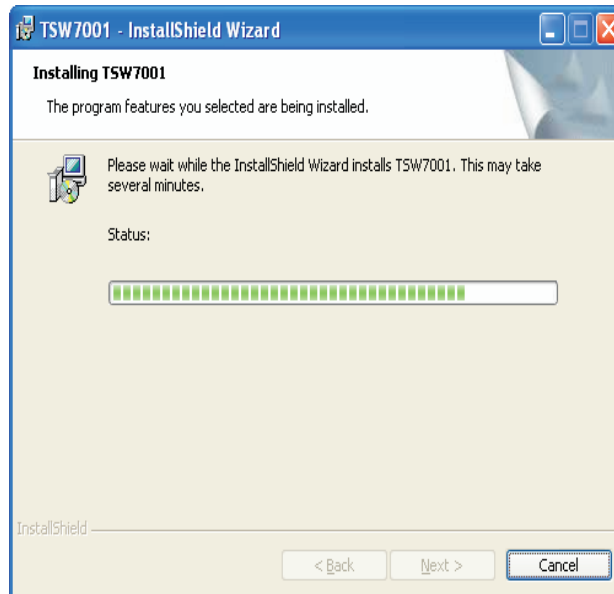 TSW7001 - InstallShield Wizard
Installing TSW7001
The program features you selected are being installed.
Please wait while the InstallShield Wizard installs TSW7001. This may take
several minutes.
Status:
InstallShield
< Back
Next >
Cancel